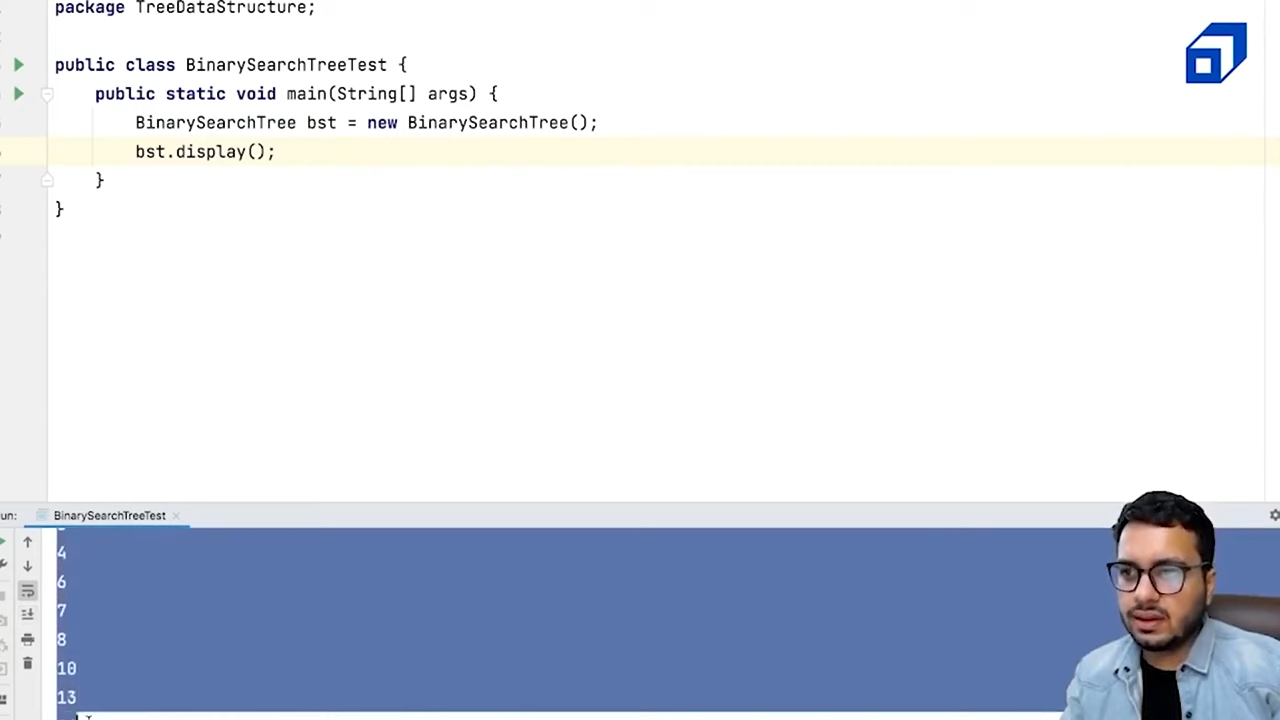 package TreeDataStructure;
public class BinarySearchTreeTest {
public static void main(String[] args) {
BinarySearchTree bst = new BinarySearchTree();
bst.display();
}
}
un: BinarySearchTreeTest ×
4
6
7
8
10
13